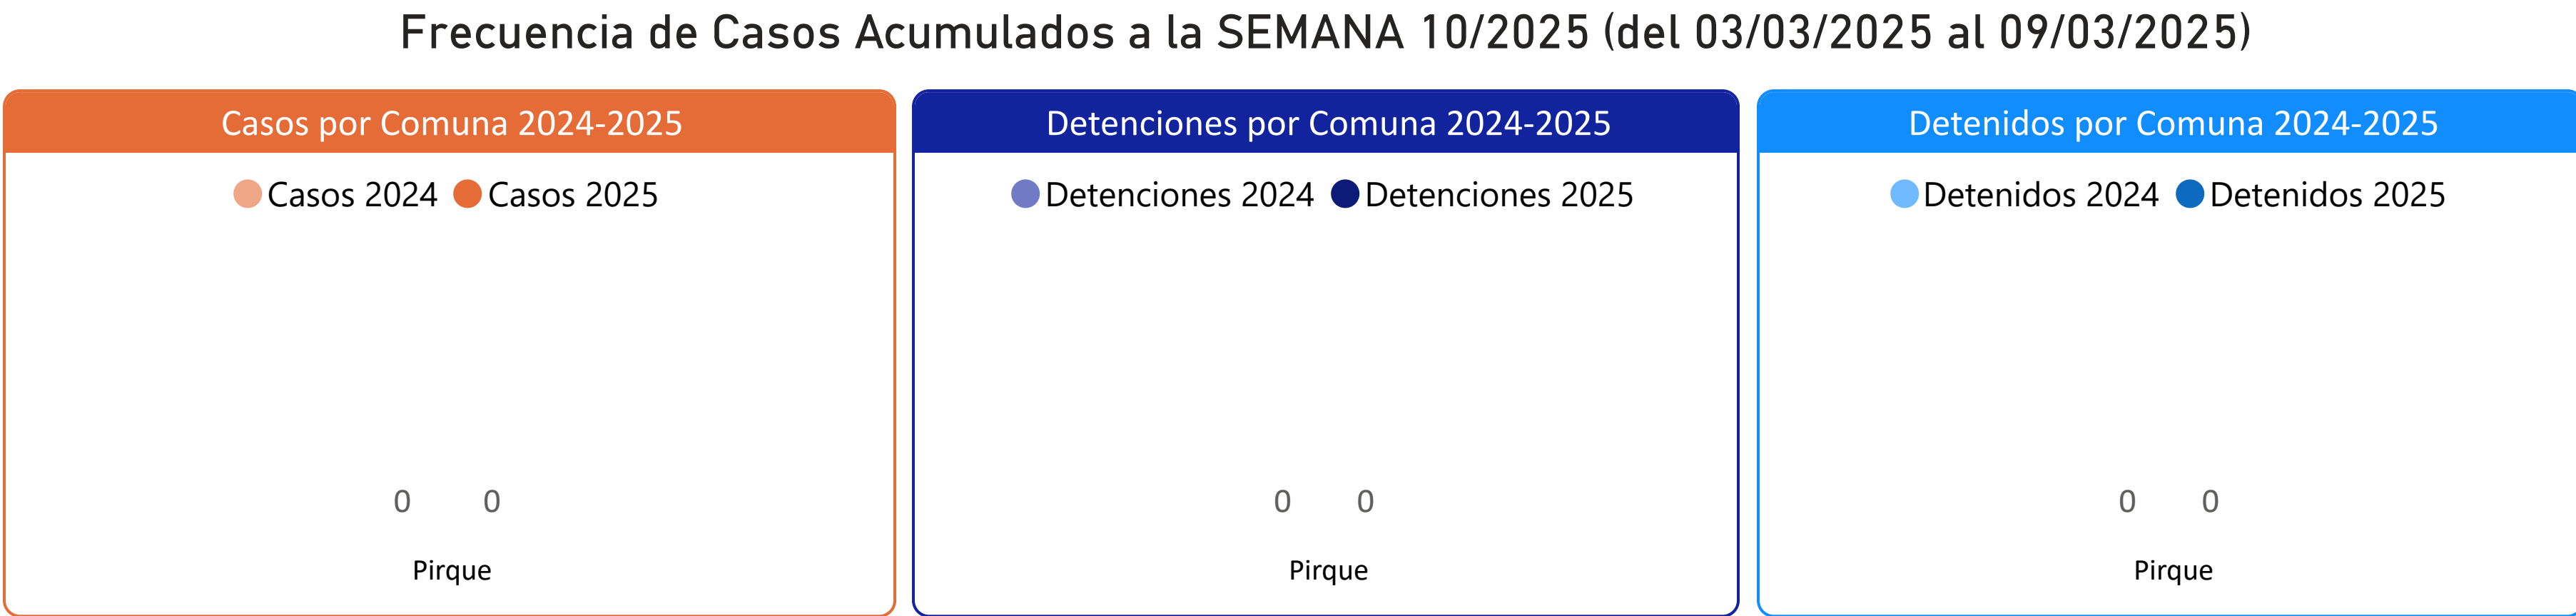 Frecuencia de Casos Acumulados a la SEMANA 10/2025 (del 03/03/2025 al 09/03/2025)
Casos por Comuna 2024-2025
Casos 2024 Casos 2025
0 0
Pirque
Detenciones por Comuna 2024-2025
Detenciones 2024 Detenciones 2025
0 0
Pirque
Detenidos por Comuna 2024-2025
Detenidos 2024 Detenidos 2025
0 0
Pirque